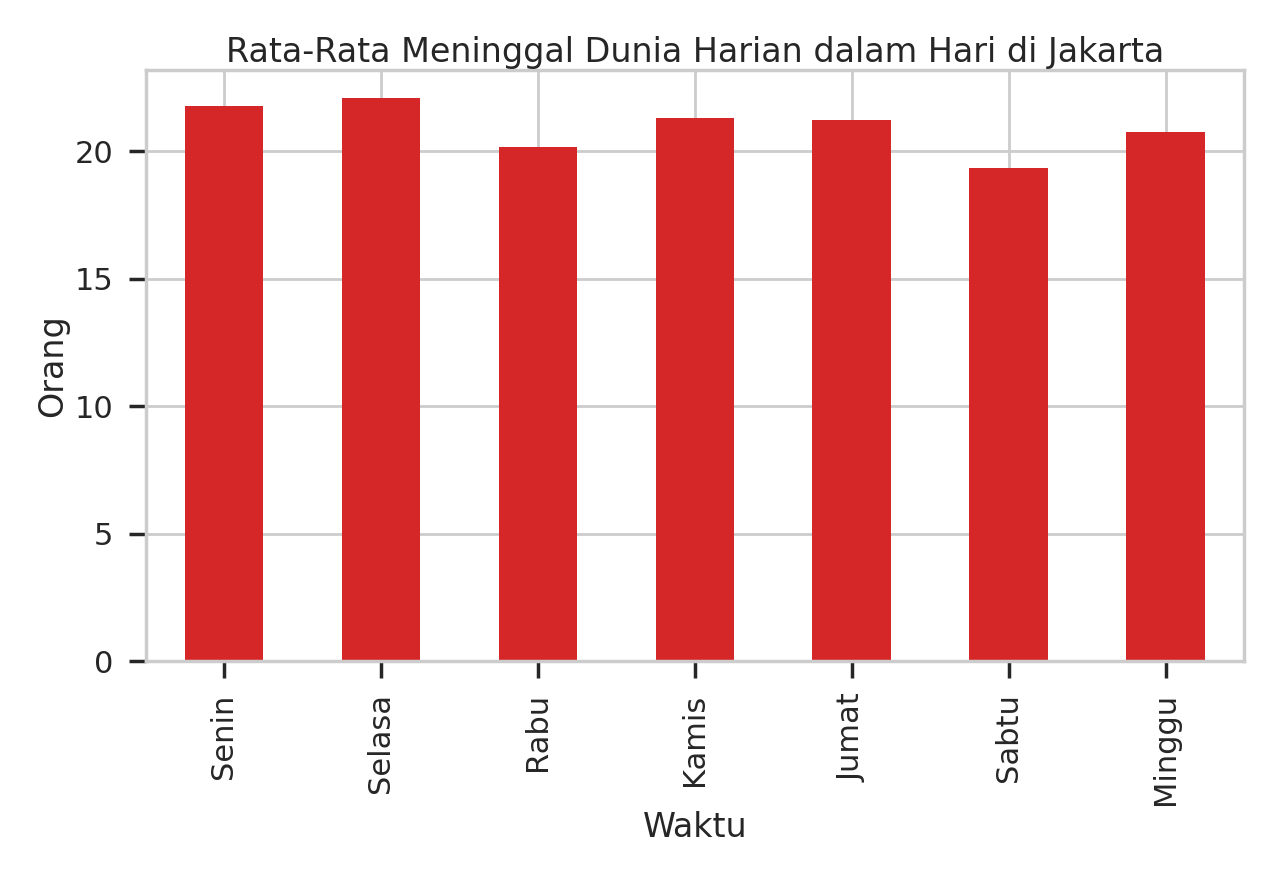 Rata-Rata Meninggal Dunia Harian dalam Hari di Jakarta
Orang
20
15
10
5
0
Senin
Selasa
Rabu
Kamis
Jumat
Sabtu
Minggu
Waktu